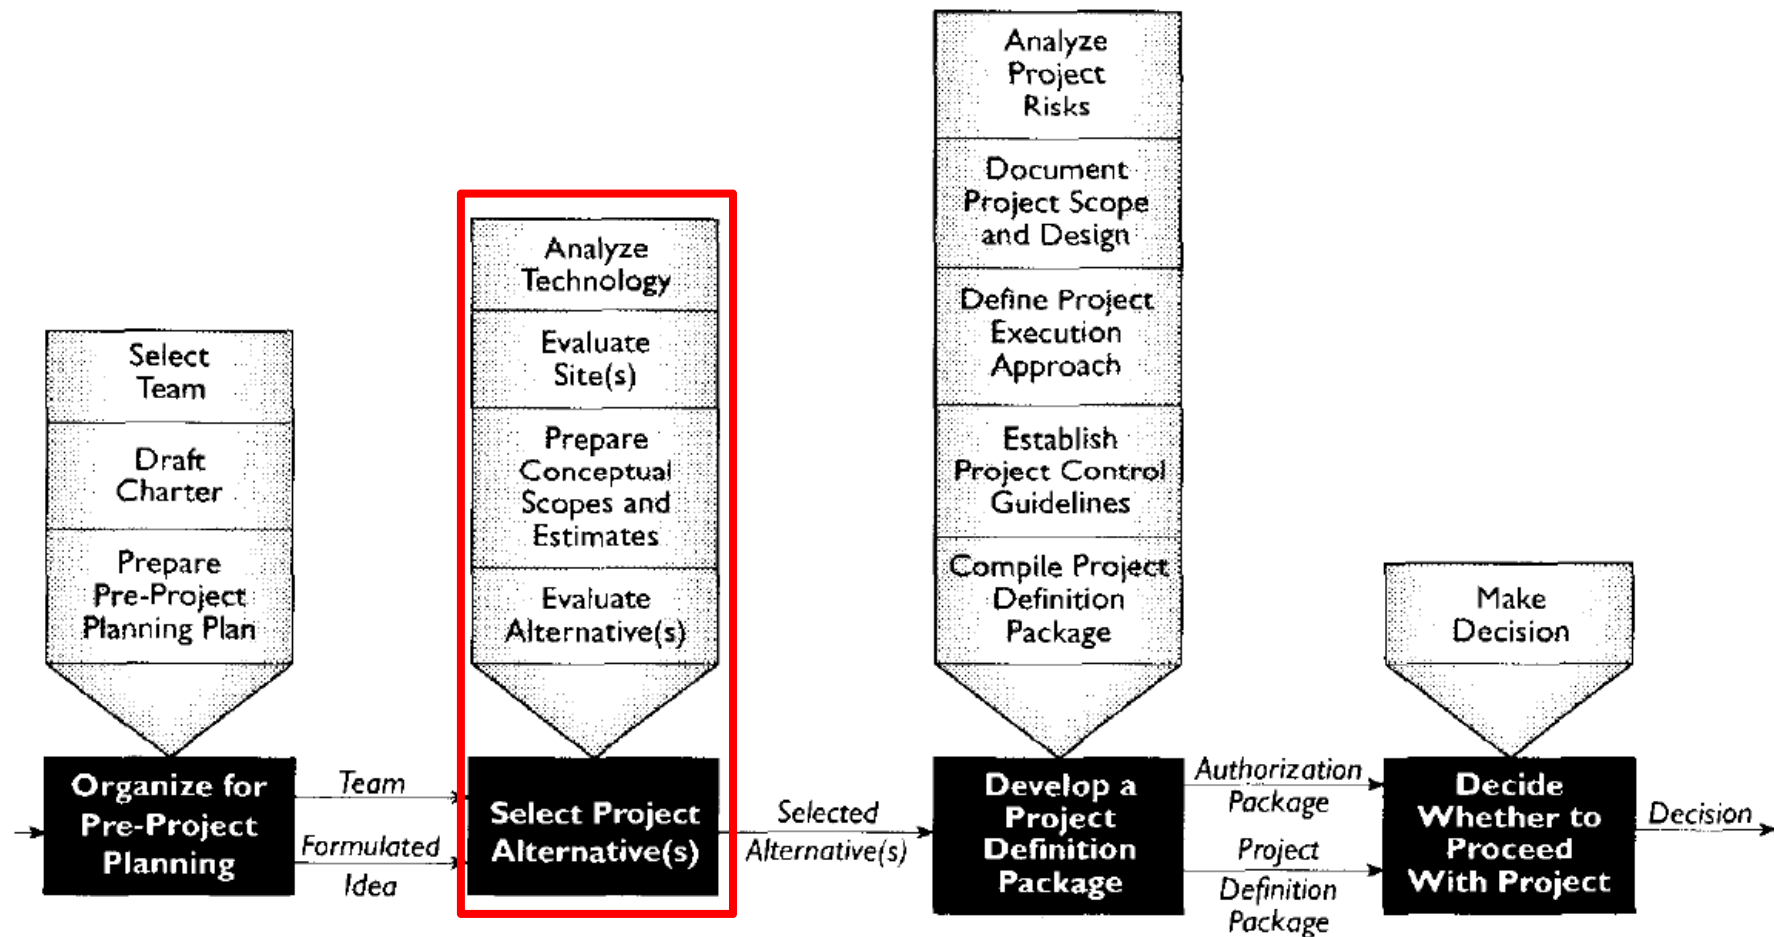 Select
Team
Draft
Charter
Prepare
Pre-Project
Planning Plan
Organize for
Pre-Project
Planning
Team
Formulated
Idea
Analyze
Technology
Evaluate
Site(s)
Prepare
Conceptual
Scopes and
Estimates
Evaluate
Alternative(s)
Select Project
Alternative(s)
Selected
Alternative(s)
Analyze
Project
Risks
Document
Project Scope
and Design
Define Project
Execution
Approach
Establish
Project Control
Guidelines
Compile Project
Definition
Package
Develop a
Project
Definition
Package
Authorization
Package
Project
Definition
Package
Make
Decision
Decide
Whether to
Proceed
With Project
Decision